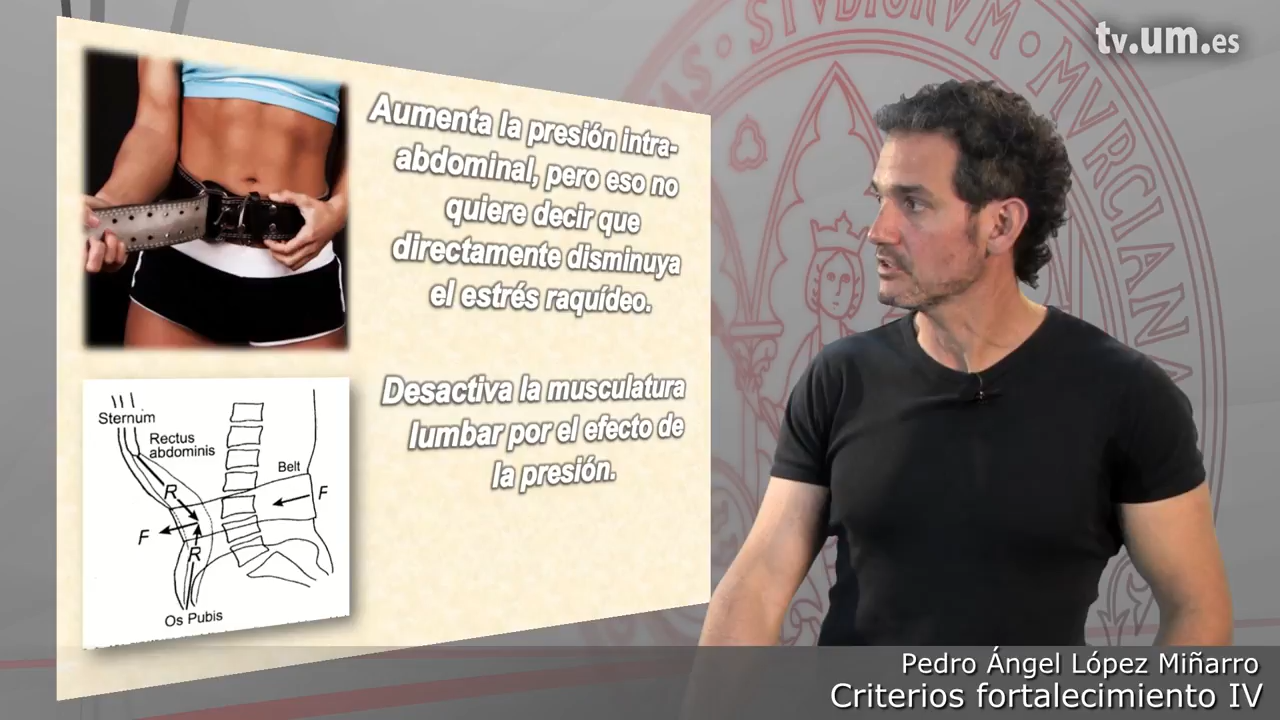 tv.um.es
STVDIORVM
MVRCIANA
Aumenta la presión intra-
abdominal, pero eso no
quiere decir que
directamente disminuya
el estrés raquídeo.
Desactiva la musculatura
lumbar por el efecto de
la presión.
Sternum
Rectus
abdominis
Belt
R
F
F
R
Os Pubis
Pedro Ángel López Miñarro
Criterios fortalecimiento IV